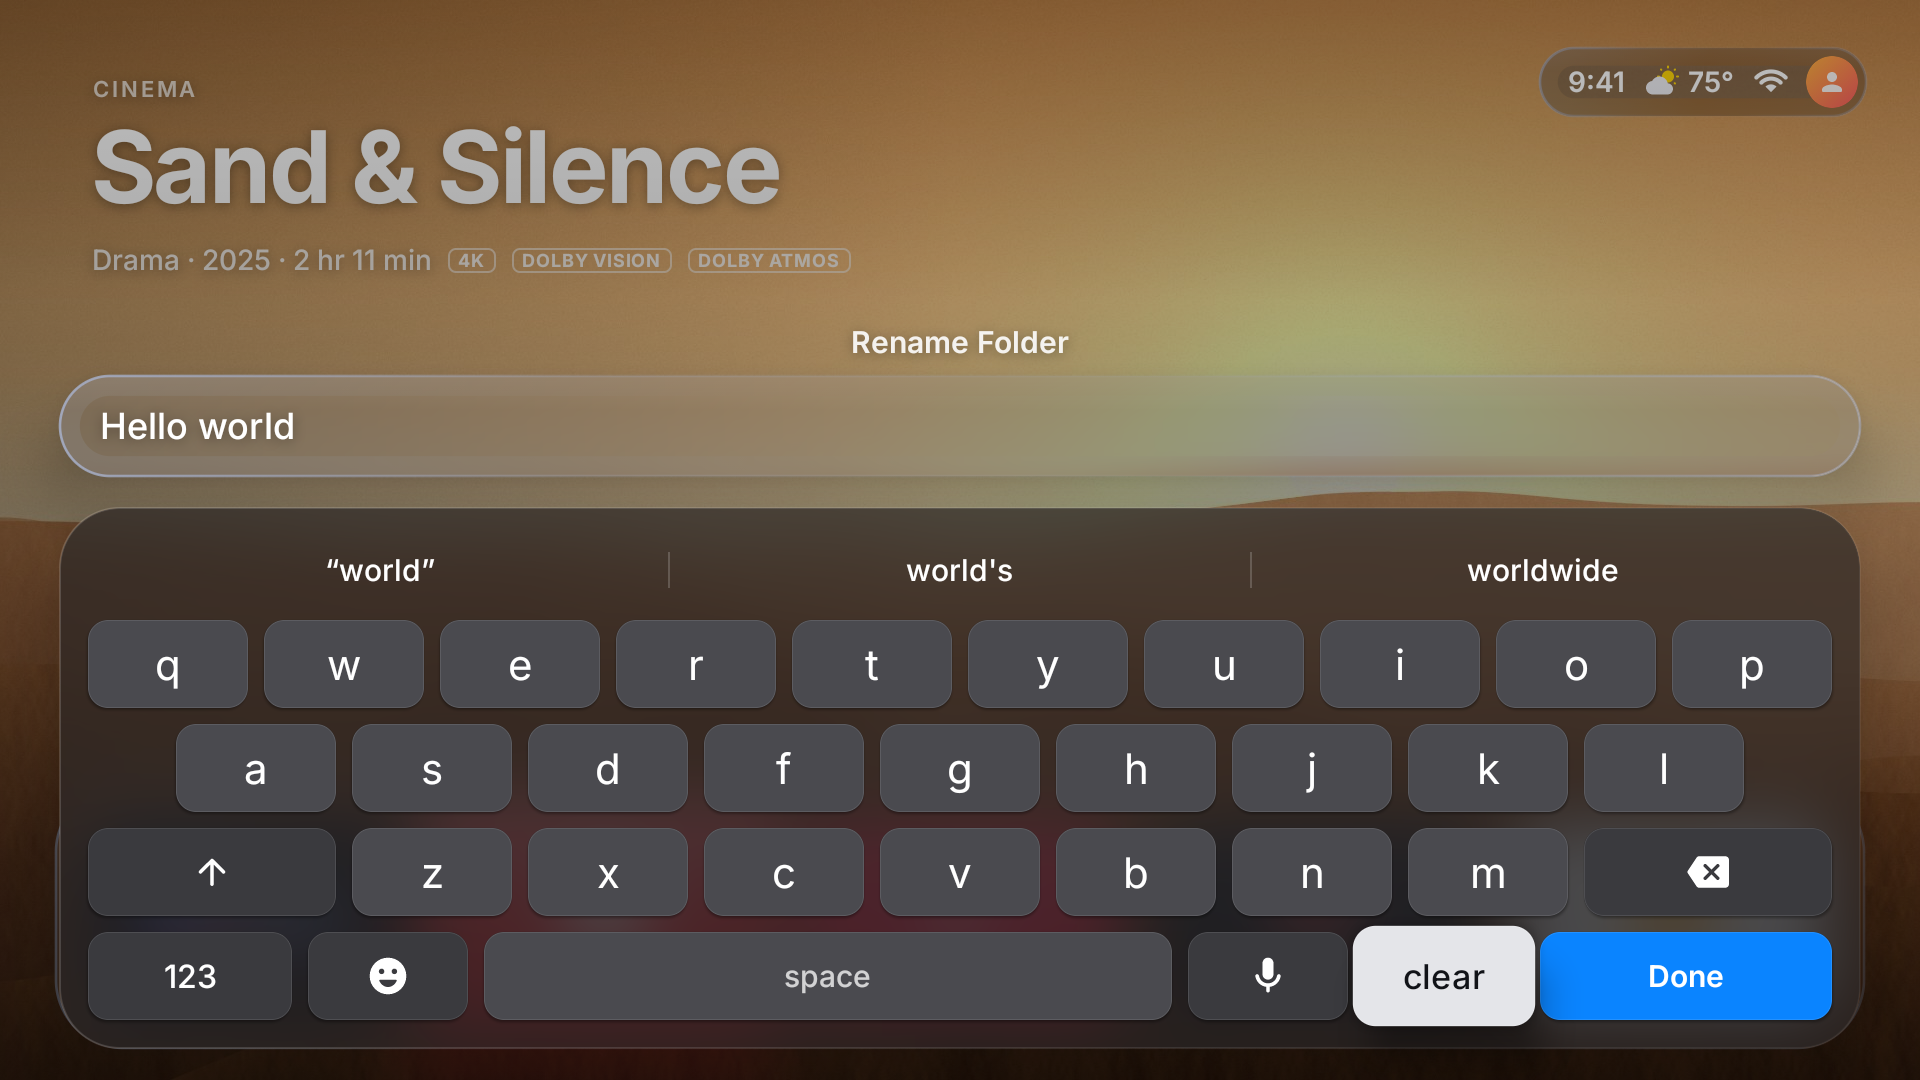 CINEMA
9:41 75°
Sand & Silence
Drama · 2025 · 2 hr 11 min 4K DOLBY VISION DOLBY ATMOS
Rename Folder
Hello world
“world” world's worldwide
q w e r t y u i o p
a s d f g h j k l
z x c v b n m
123 space clear Done